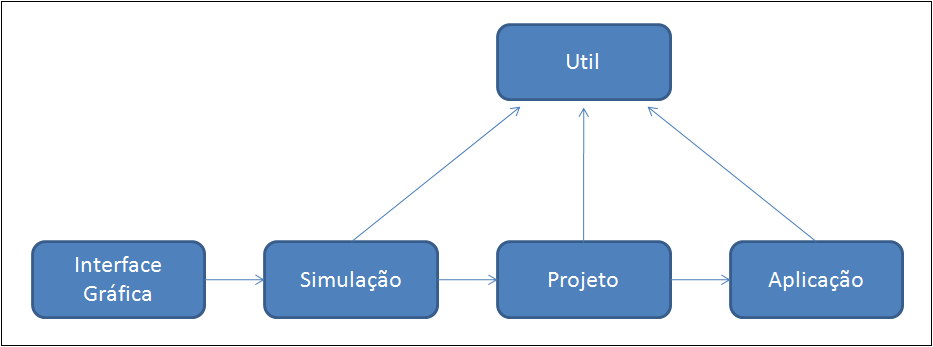 Util
Interface
Gráfica
Simulação
Projeto
Aplicação